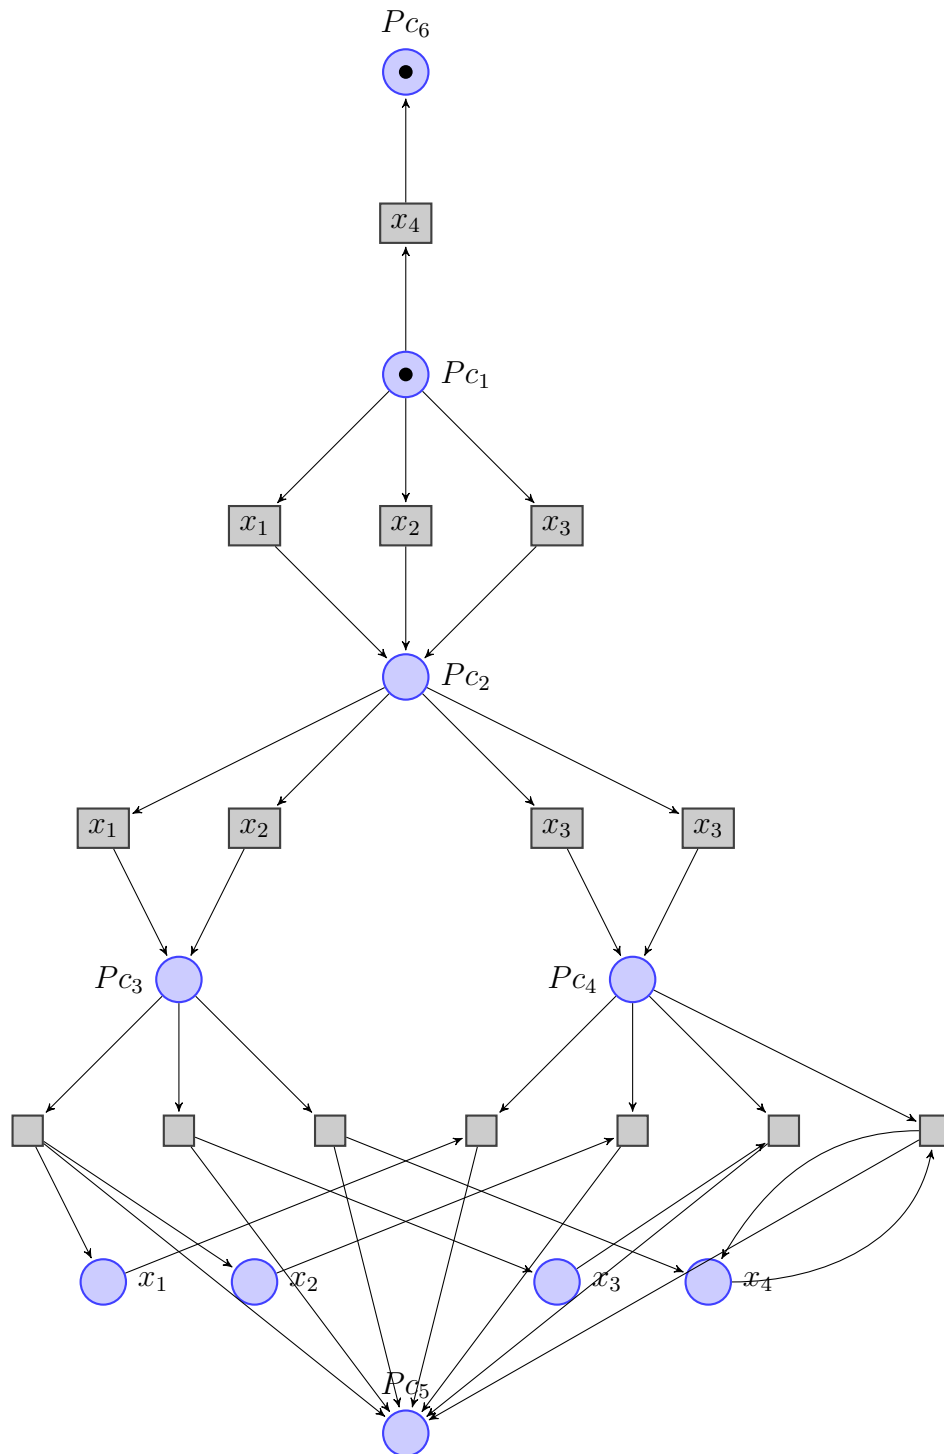 Pc₆
x₄
Pc₁
x₁ x₂ x₃
Pc₂
x₁ x₂ x₃ x₃
Pc₃ Pc₄
x₁ x₂ x₃ x₄
Pc₅